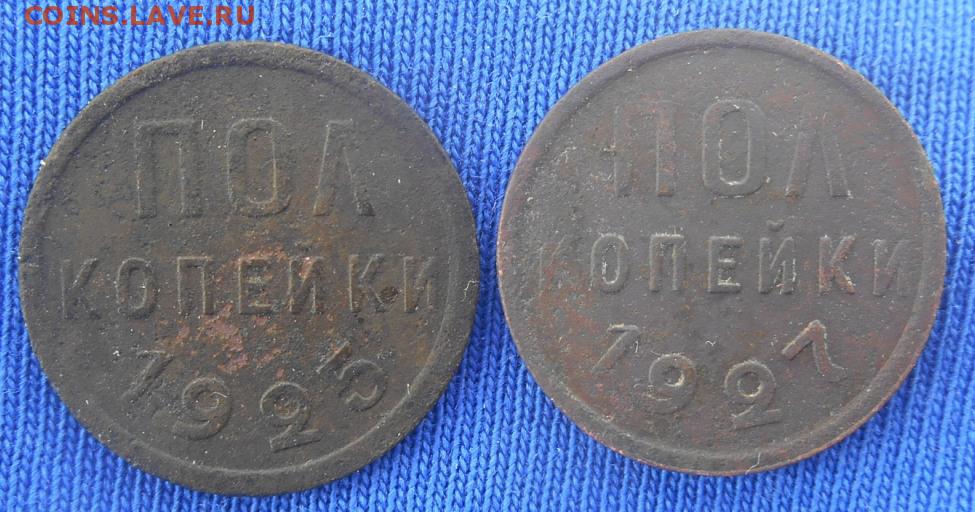 COINS.LAVE.RU
ПОЛ
КОПЕЙКИ
1925
ПОЛ
КОПЕЙКИ
1927